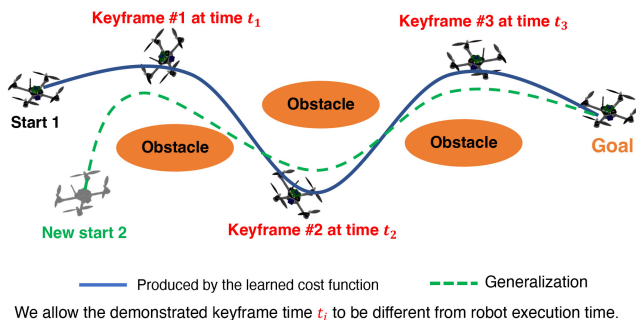 Keyframe #1 at time t₁
Keyframe #3 at time t₃
Start 1
Obstacle
Obstacle
Obstacle
Goal
New start 2
Keyframe #2 at time t₂
Produced by the learned cost function
Generalization
We allow the demonstrated keyframe time tᵢ to be different from robot execution time.